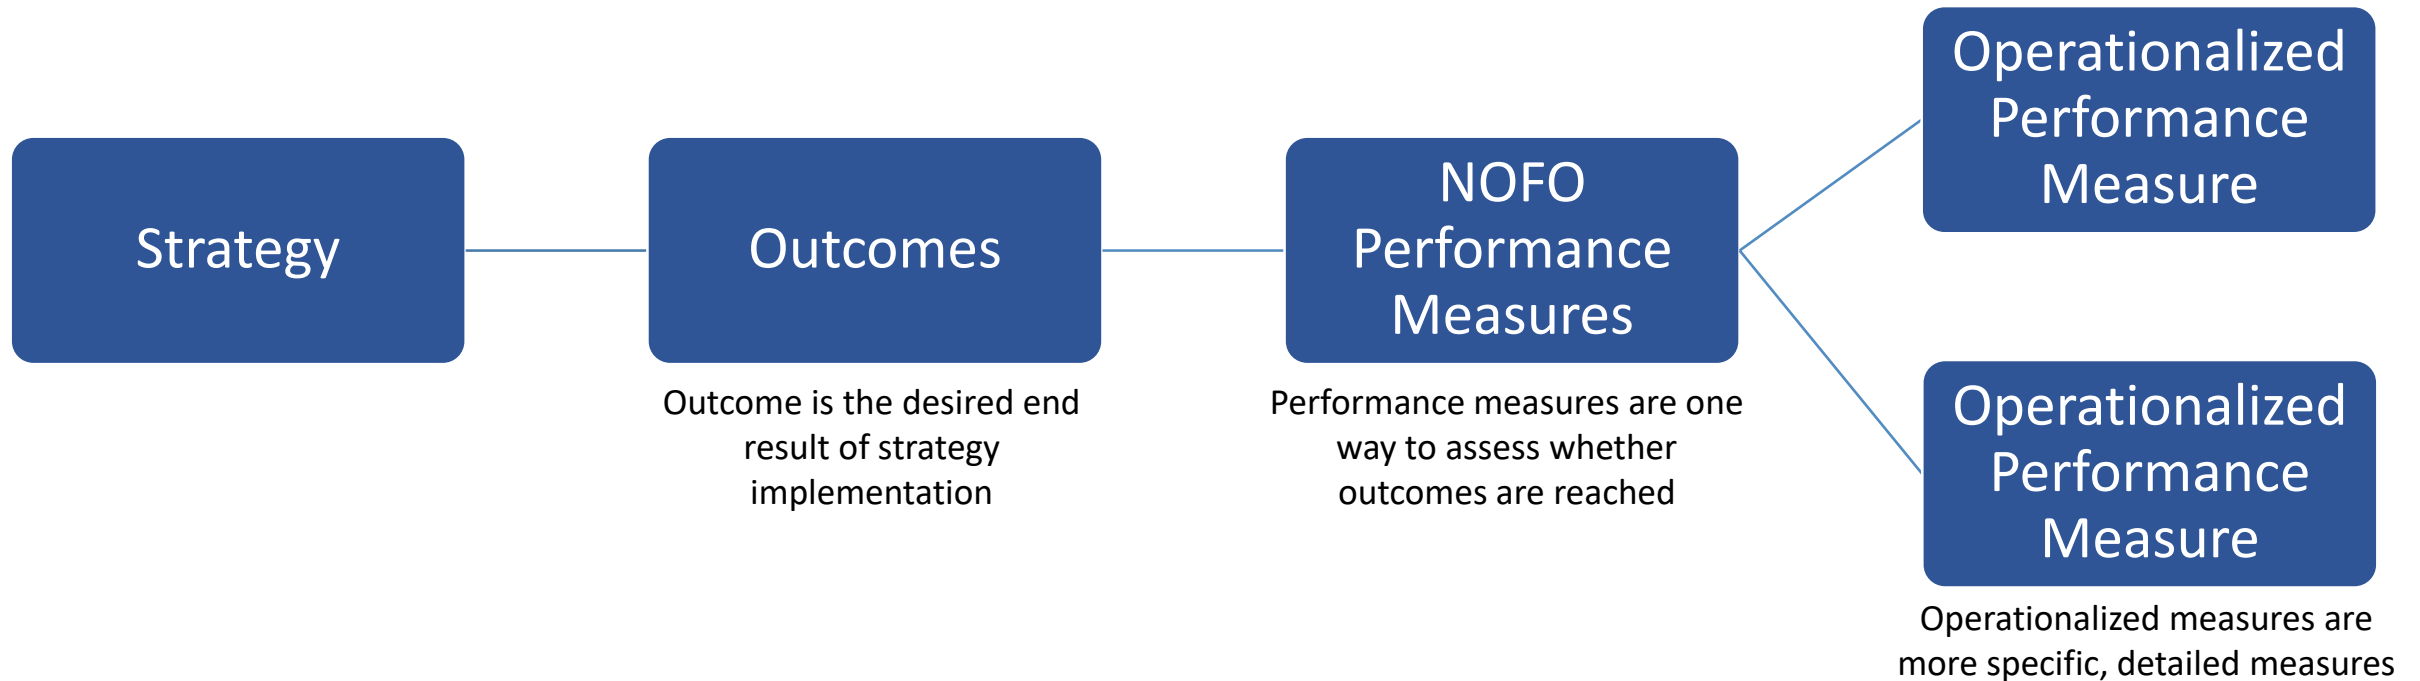 Strategy
Outcomes
Outcome is the desired end
result of strategy
implementation
NOFO
Performance
Measures
Performance measures are one
way to assess whether
outcomes are reached
Operationalized
Performance
Measure
Operationalized
Performance
Measure
Operationalized measures are
more specific, detailed measures